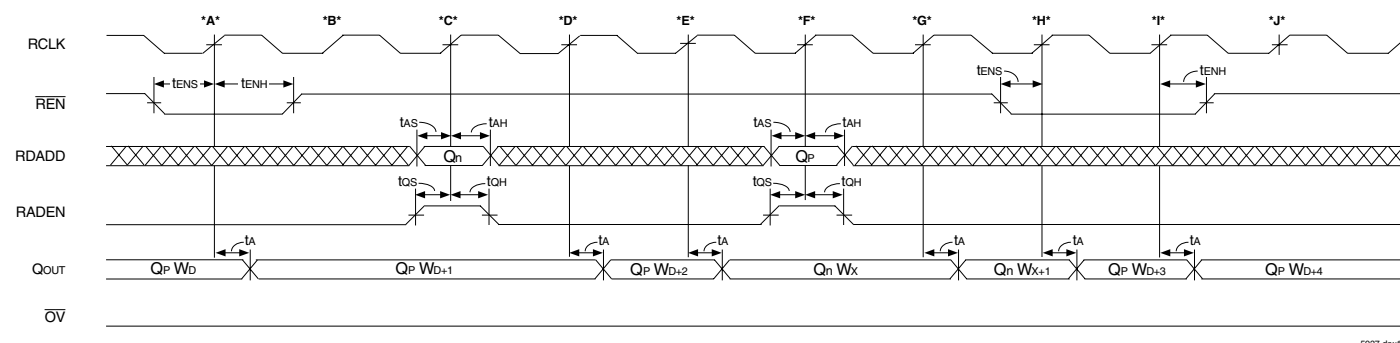 *A* *B* *C* *D* *E* *F* *G* *H* *I* *J*
RCLK
tENS tENH tENS tENH
REN
tAS tAH tAS tAH
RDADD Qn QP
tQS tQH tQS tQH
RADEN
tA tA tA tA tA tA
QOUT QP WD QP WD+1 QP WD+2 Qn WX Qn WX+1 QP WD+3 QP WD+4
OV